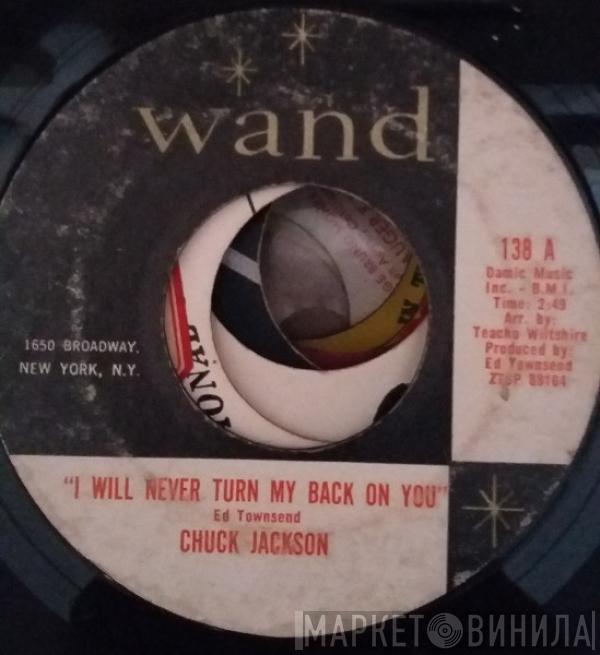 wand
138 A
Damic Music
Inc. - B.M.I.
Time: 2:49
Arr. by:
Teacho Wiltshire
Produced by:
Ed Townsend
1650 BROADWAY,
NEW YORK, N.Y.
"I WILL NEVER TURN MY BACK ON YOU"
Ed Townsend
CHUCK JACKSON
МАРКЕТ ВИНИЛА